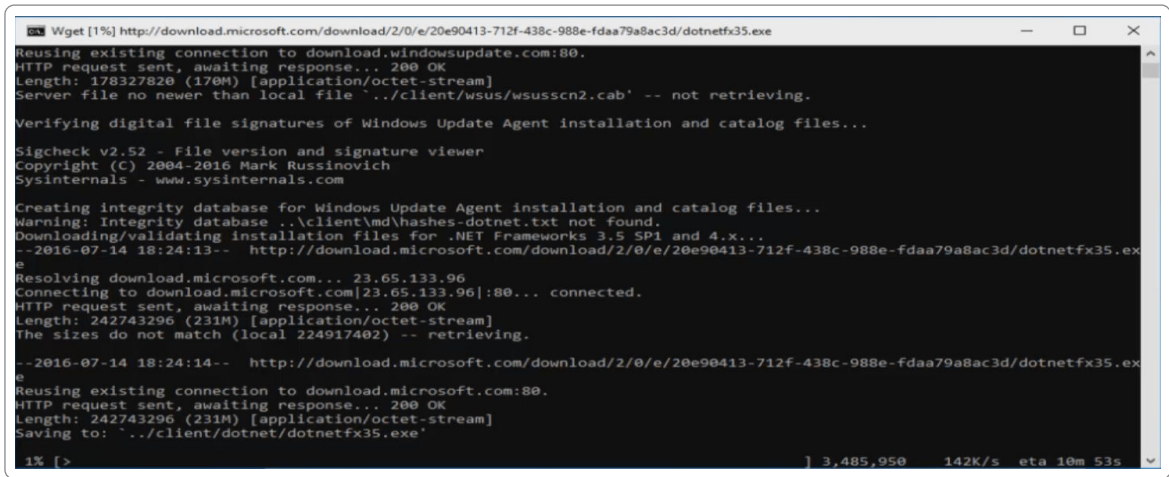 Wget [1%] http://download.microsoft.com/download/2/0/e/20e90413-712f-438c-988e-fdaa79a8ac3d/dotnetfx35.exe
Reusing existing connection to download.windowsupdate.com:80.
HTTP request sent, awaiting response... 200 OK
Length: 178327820 (170M) [application/octet-stream]
Server file no newer than local file `../client/wsus/wsusscn2.cab' -- not retrieving.
Verifying digital file signatures of Windows Update Agent installation and catalog files...
Sigcheck v2.52 - File version and signature viewer
Copyright (C) 2004-2016 Mark Russinovich
Sysinternals - www.sysinternals.com
Creating integrity database for Windows Update Agent installation and catalog files...
Warning: Integrity database ..\client\md\hashes-dotnet.txt not found.
Downloading/validating installation files for .NET Frameworks 3.5 SP1 and 4.x...
--2016-07-14 18:24:13--  http://download.microsoft.com/download/2/0/e/20e90413-712f-438c-988e-fdaa79a8ac3d/dotnetfx35.ex
e
Resolving download.microsoft.com... 23.65.133.96
Connecting to download.microsoft.com|23.65.133.96|:80... connected.
HTTP request sent, awaiting response... 200 OK
Length: 242743296 (231M) [application/octet-stream]
The sizes do not match (local 224917402) -- retrieving.
--2016-07-14 18:24:14--  http://download.microsoft.com/download/2/0/e/20e90413-712f-438c-988e-fdaa79a8ac3d/dotnetfx35.ex
e
Reusing existing connection to download.microsoft.com:80.
HTTP request sent, awaiting response... 200 OK
Length: 242743296 (231M) [application/octet-stream]
Saving to: `../client/dotnet/dotnetfx35.exe'
1% [> ] 3,485,950 142K/s eta 10m 53s